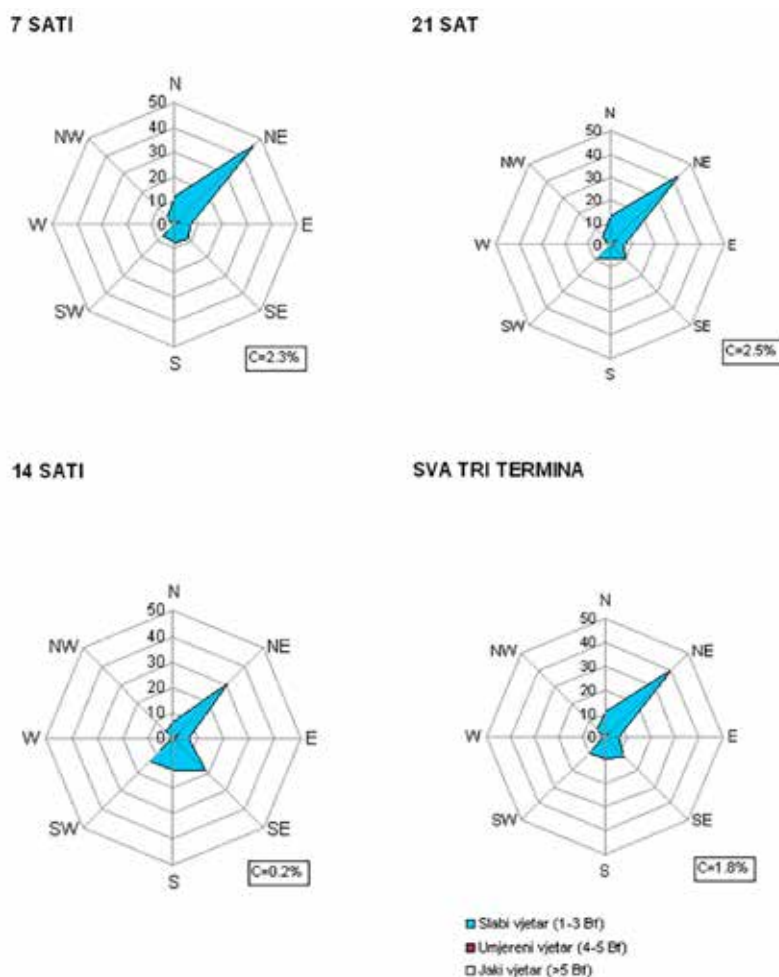 7 SATI
N
50
40
30
20
10
0
NE
E
SE
S
SW
W
NW
C=2.3%
21 SAT
N
50
40
30
20
10
0
NE
E
SE
S
SW
W
NW
C=2.5%
14 SATI
N
50
40
30
20
10
0
NE
E
SE
S
SW
W
NW
C=0.2%
SVA TRI TERMINA
N
50
40
30
20
10
0
NE
E
SE
S
SW
W
NW
C=1.8%
Slabi vjetar (1-3 Bf)
Umjereni vjetar (4-5 Bf)
Jaki vjetar (>5 Bf)